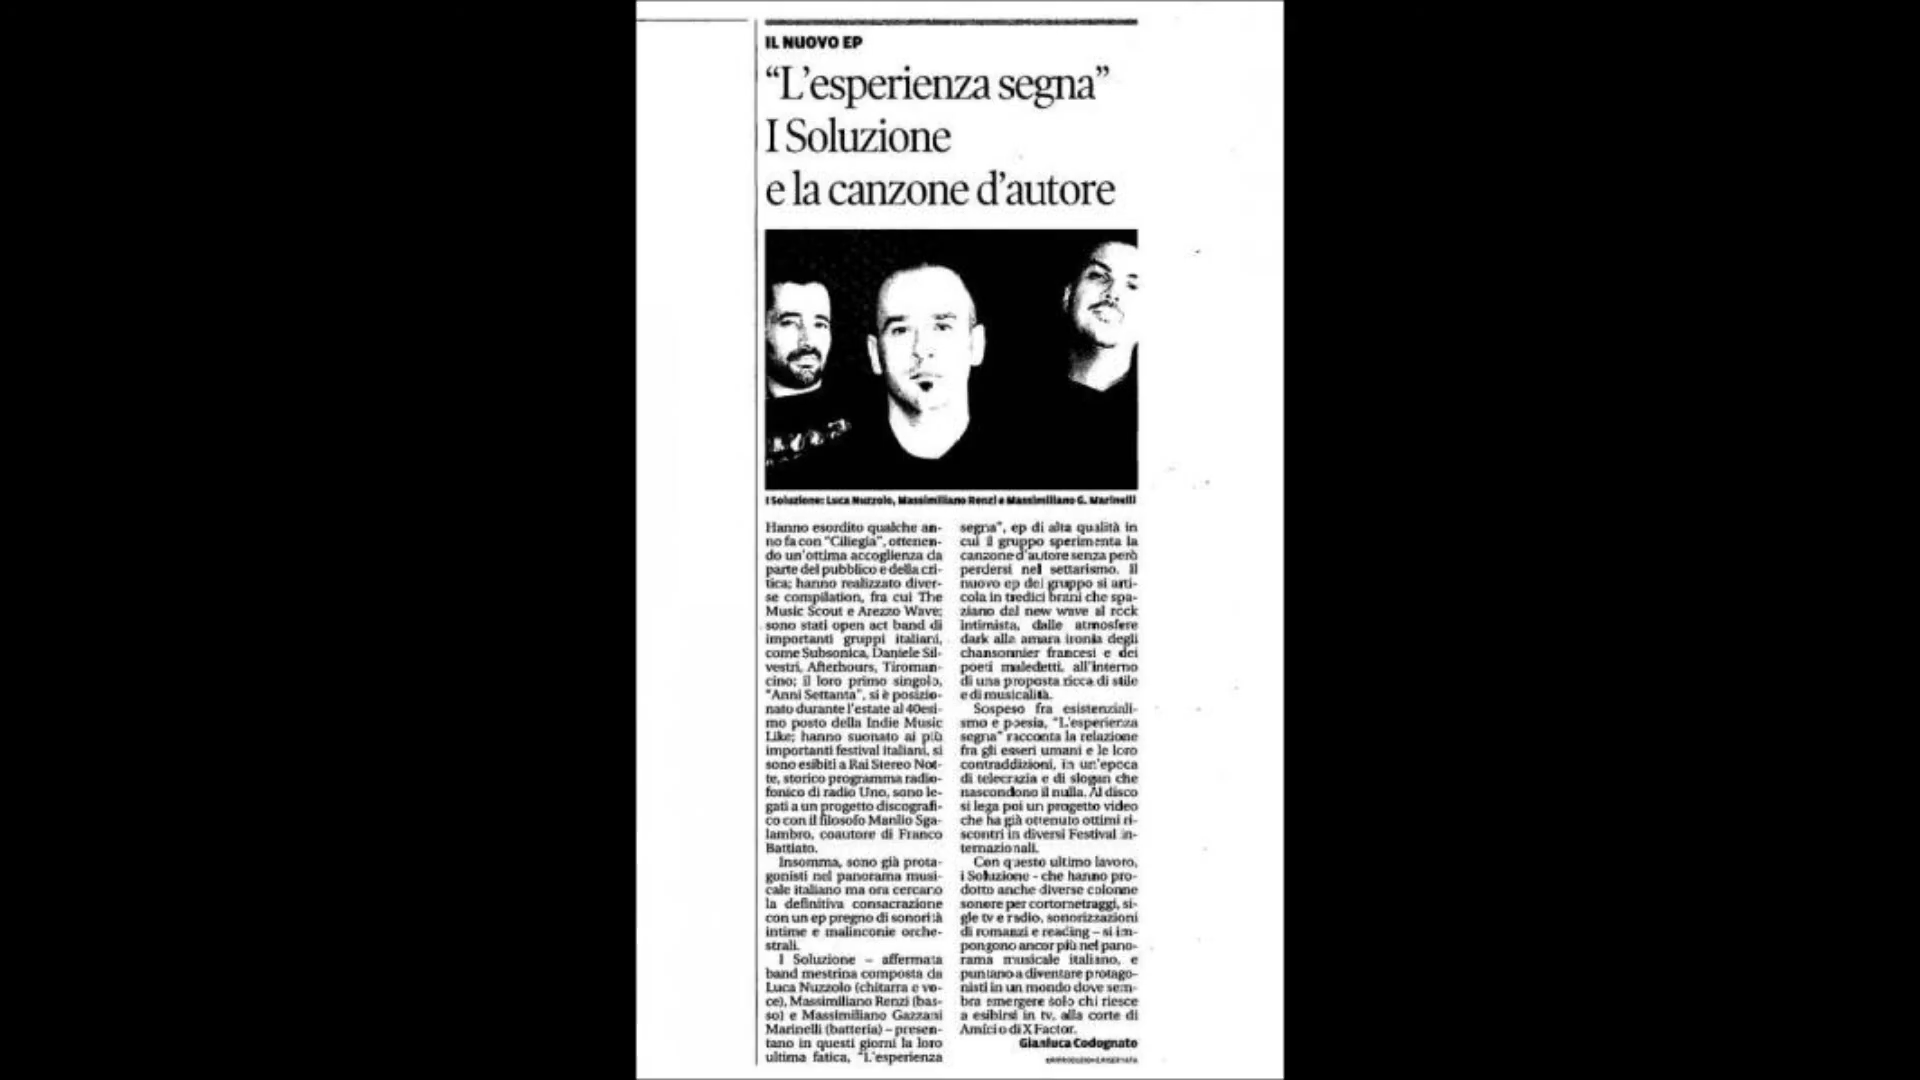 IL NUOVO EP
“L’esperienza segna”
I Soluzione
e la canzone d’autore
I Soluzione: Luca Nuzzolo, Massimiliano Renzi e Massimiliano G. Marinelli
Hanno esordito qualche an-
no fa con “Ciliegia”, ottenen-
do un’ottima accoglienza da
parte del pubblico e della cri-
tica; hanno realizzato diver-
se compilation, fra cui The
Music Scout e Arezzo Wave;
sono stati open act band di
importanti gruppi italiani,
come Subsonica, Daniele Sil-
vestri, Afterhours, Tiroman-
cino; il loro primo singolo,
“Anni Settanta”, si è posizio-
nato durante l’estate al 40esi-
mo posto della Indie Music
Like; hanno suonato ai più
importanti festival italiani, si
sono esibiti a Rai Stereo Not-
te, storico programma radio-
fonico di radio Uno, sono le-
gati a un progetto discografi-
co con il filosofo Manlio Sga-
lambro, coautore di Franco
Battiato.
Insomma, sono già prota-
gonisti nel panorama musi-
cale italiano ma ora cercano
la definitiva consacrazione
con un ep pregno di sonorità
intime e malinconie orche-
strali.
I Soluzione – affermata
band mestrina composta da
Luca Nuzzolo (chitarra e vo-
ce), Massimiliano Renzi (bas-
so) e Massimiliano Gazzani
Marinelli (batteria) – presen-
tano in questi giorni la loro
ultima fatica, “L’esperienza
segna”, ep di alta qualità in
cui il gruppo sperimenta la
canzone d’autore senza però
perdersi nel settarismo. Il
nuovo ep del gruppo si arti-
cola in tredici brani che spa-
ziano dal new wave al rock
intimista, dalle atmosfere
dark alla amara ironia degli
chansonnier francesi e dei
poeti maledetti, all’interno
di una proposta ricca di stile
e di musicalità.
Sospeso fra esistenziali-
smo e poesia, “L’esperienza
segna” racconta la relazione
fra gli esseri umani e le loro
contraddizioni, in un’epoca
di telecrazia e di slogan che
nascondono il nulla. Al disco
si lega poi un progetto video
che ha già ottenuto ottimi ri-
scontri in diversi Festival in-
ternazionali.
Con questo ultimo lavoro,
i Soluzione - che hanno pro-
dotto anche diverse colonne
sonore per cortometraggi, si-
gle tv e radio, sonorizzazioni
di romanzi e reading – si im-
pongono ancor più nel pano-
rama musicale italiano, e
puntano a diventare protago-
nisti in un mondo dove sem-
bra emergere solo chi riesce
a esibirsi in tv, alla corte di
Amici o di X Factor.
Gianluca Codognato
©RIPRODUZIONE RISERVATA